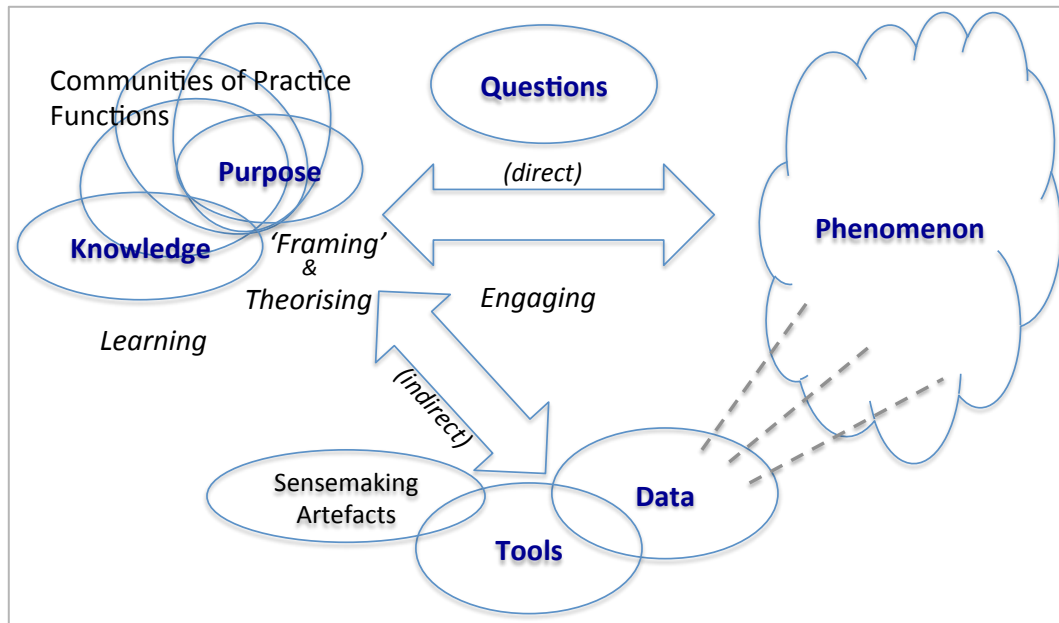 Communities of Practice
Functions
Questions
Purpose
(direct)
Knowledge
‘Framing’
&
Theorising
Phenomenon
Engaging
Learning
(indirect)
Sensemaking
Artefacts
Data
Tools